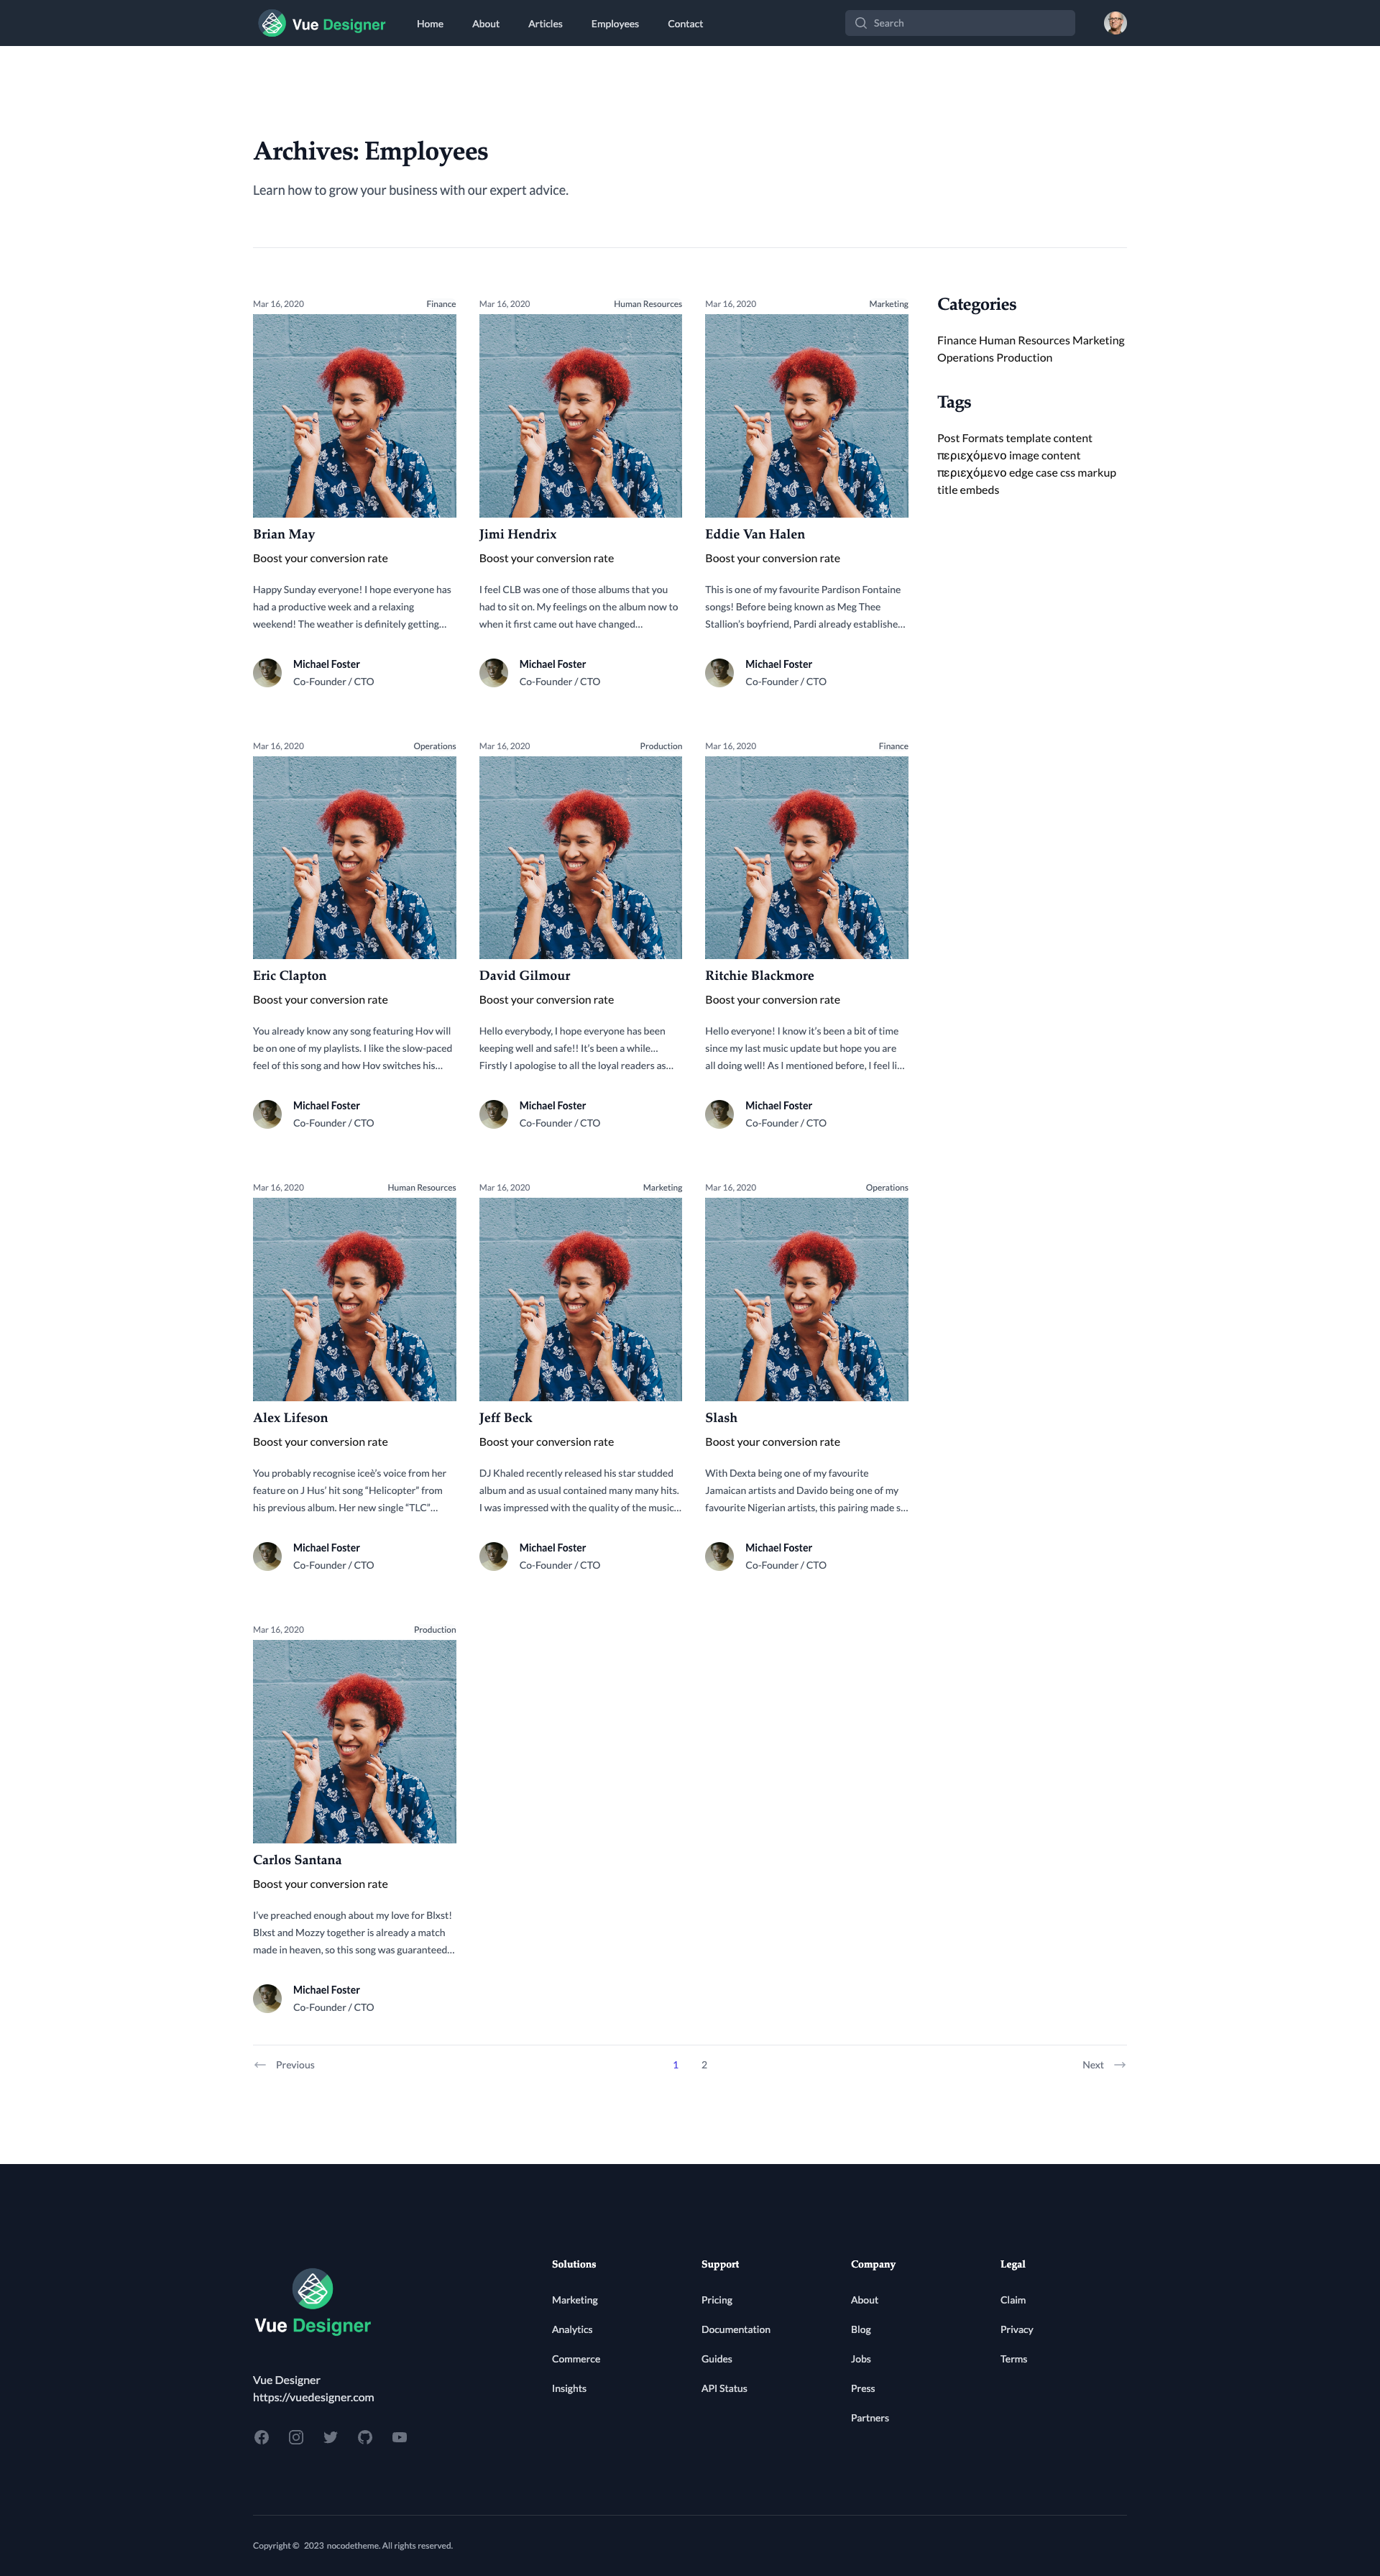 Vue Designer
Home
About
Articles
Employees
Contact
Search
Archives: Employees
Learn how to grow your business with our expert advice.
Mar 16, 2020
Finance
Brian May
Boost your conversion rate
Happy Sunday everyone! I hope everyone has
had a productive week and a relaxing
weekend! The weather is definitely getting…
Michael Foster
Co-Founder / CTO
Mar 16, 2020
Human Resources
Jimi Hendrix
Boost your conversion rate
I feel CLB was one of those albums that you
had to sit on. My feelings on the album now to
when it first came out have changed…
Michael Foster
Co-Founder / CTO
Mar 16, 2020
Marketing
Eddie Van Halen
Boost your conversion rate
This is one of my favourite Pardison Fontaine
songs! Before being known as Meg Thee
Stallion’s boyfriend, Pardi already establishe…
Michael Foster
Co-Founder / CTO
Categories
Finance Human Resources Marketing
Operations Production
Tags
Post Formats template content
περιεχόμενο image content
περιεχόμενο edge case css markup
title embeds
Mar 16, 2020
Operations
Eric Clapton
Boost your conversion rate
You already know any song featuring Hov will
be on one of my playlists. I like the slow-paced
feel of this song and how Hov switches his…
Michael Foster
Co-Founder / CTO
Mar 16, 2020
Production
David Gilmour
Boost your conversion rate
Hello everybody, I hope everyone has been
keeping well and safe!! It’s been a while…
Firstly I apologise to all the loyal readers as…
Michael Foster
Co-Founder / CTO
Mar 16, 2020
Finance
Ritchie Blackmore
Boost your conversion rate
Hello everyone! I know it’s been a bit of time
since my last music update but hope you are
all doing well! As I mentioned before, I feel li…
Michael Foster
Co-Founder / CTO
Mar 16, 2020
Human Resources
Alex Lifeson
Boost your conversion rate
You probably recognise iceè’s voice from her
feature on J Hus’ hit song “Helicopter” from
his previous album. Her new single “TLC”…
Michael Foster
Co-Founder / CTO
Mar 16, 2020
Marketing
Jeff Beck
Boost your conversion rate
DJ Khaled recently released his star studded
album and as usual contained many many hits.
I was impressed with the quality of the music…
Michael Foster
Co-Founder / CTO
Mar 16, 2020
Operations
Slash
Boost your conversion rate
With Dexta being one of my favourite
Jamaican artists and Davido being one of my
favourite Nigerian artists, this pairing made s…
Michael Foster
Co-Founder / CTO
Mar 16, 2020
Production
Carlos Santana
Boost your conversion rate
I’ve preached enough about my love for Blxst!
Blxst and Mozzy together is already a match
made in heaven, so this song was guaranteed…
Michael Foster
Co-Founder / CTO
Previous
1
2
Next
Vue Designer
Vue Designer
https://vuedesigner.com
Solutions
Marketing
Analytics
Commerce
Insights
Support
Pricing
Documentation
Guides
API Status
Company
About
Blog
Jobs
Press
Partners
Legal
Claim
Privacy
Terms
Copyright © 2023 nocodetheme. All rights reserved.